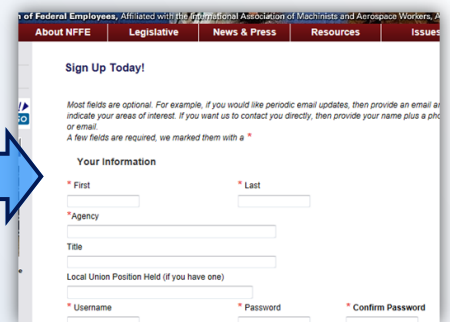 of Federal Employees, Affiliated with the International Association of Machinists and Aerospace Workers,
About NFFE Legislative News & Press Resources Issues
Sign Up Today!
Most fields are optional. For example, if you would like periodic email updates, then provide an email
indicate your areas of interest. If you want us to contact you directly, then provide your name plus a
or email.
A few fields are required, we marked them with a *
Your Information
* First * Last
*Agency
Title
Local Union Position Held (if you have one)
* Username * Password * Confirm Password